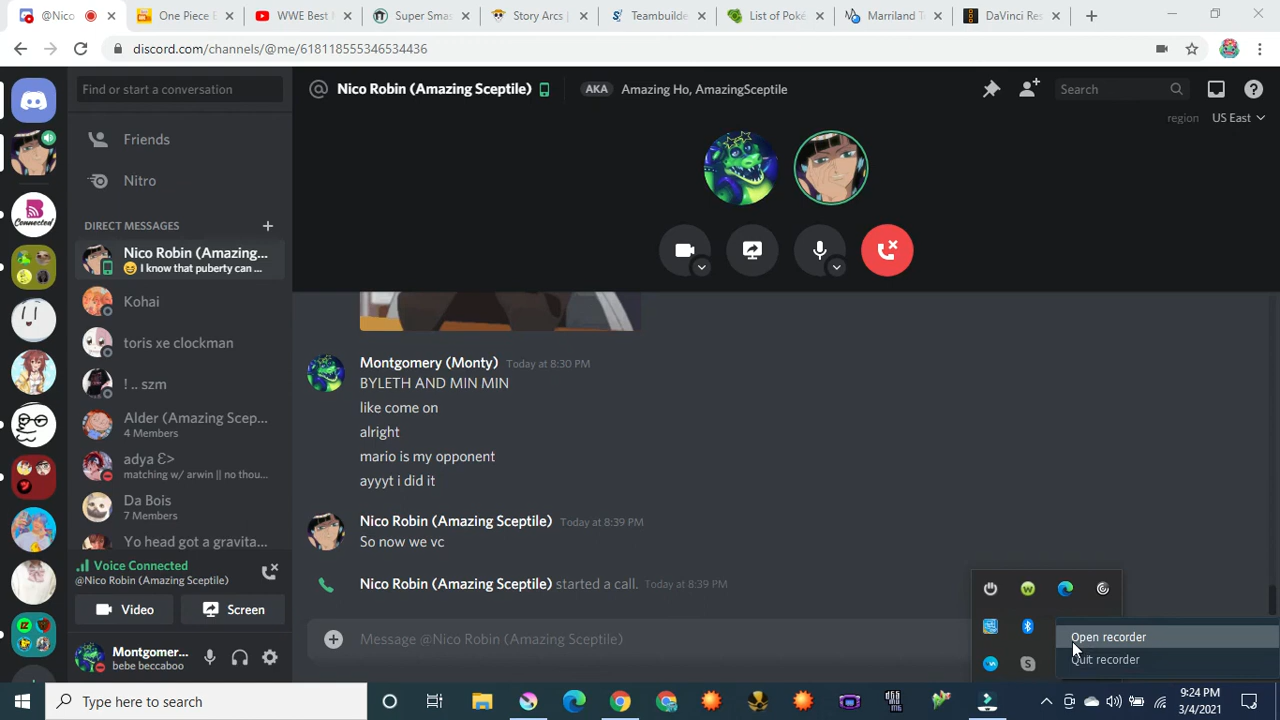 @Nico
One Piece E
WWE Best M
Super Smas
Story Arcs |
Teambuilde
List of Poké
Marriland Te
DaVinci Res
discord.com/channels/@me/618118555346534436
Find or start a conversation
Nico Robin (Amazing Sceptile)
AKA
Amazing Ho, AmazingSceptile
Search
region
US East
Friends
Nitro
DIRECT MESSAGES
Nico Robin (Amazing...
I know that puberty can ...
Kohai
toris xe clockman
! .. szm
Alder (Amazing Scep...
4 Members
adya Ꜫ>
matching w/ arwin || no thou...
Da Bois
7 Members
Yo head got a gravita...
Connected
Montgomery (Monty) Today at 8:30 PM
BYLETH AND MIN MIN
like come on
alright
mario is my opponent
ayyyt i did it
Nico Robin (Amazing Sceptile) Today at 8:39 PM
So now we vc
Nico Robin (Amazing Sceptile) started a call. Today at 8:39 PM
Message @Nico Robin (Amazing Sceptile)
Voice Connected
@Nico Robin (Amazing Sceptile)
Video
Screen
Montgomer...
bebe beccaboo
Open recorder
Quit recorder
Type here to search
9:24 PM
3/4/2021